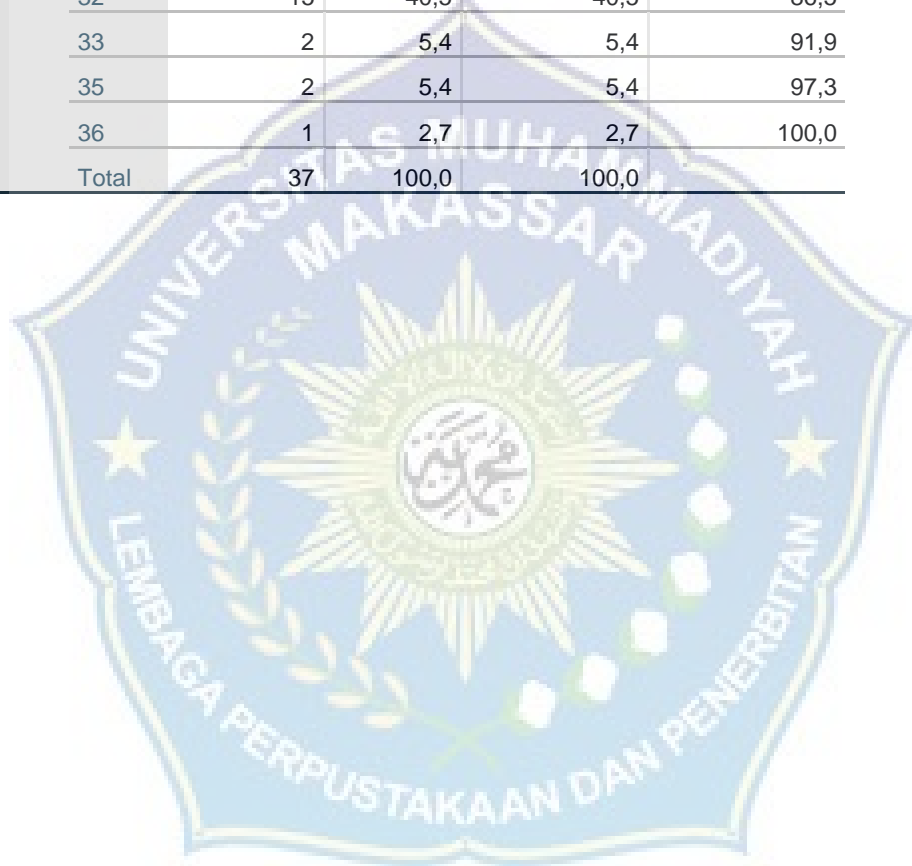 33 2 5,4 5,4 91,9
35 2 5,4 5,4 97,3
36 1 2,7 2,7 100,0
Total 37 100,0 100,0
UNIVERSITAS MUHAMMADIYAH
MAKASSAR
محمد
LEMBAGA PERPUSTAKAAN DAN PENERBITAN